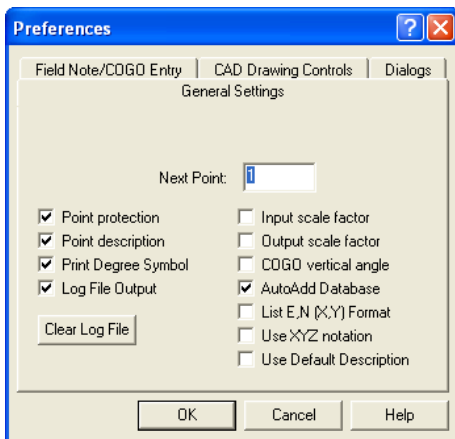 Preferences
Field Note/COGO Entry CAD Drawing Controls Dialogs
General Settings
Next Point: 1
Point protection Input scale factor
Point description Output scale factor
Print Degree Symbol COGO vertical angle
Log File Output AutoAdd Database
List E,N (X,Y) Format
Clear Log File Use XYZ notation
Use Default Description
OK Cancel Help